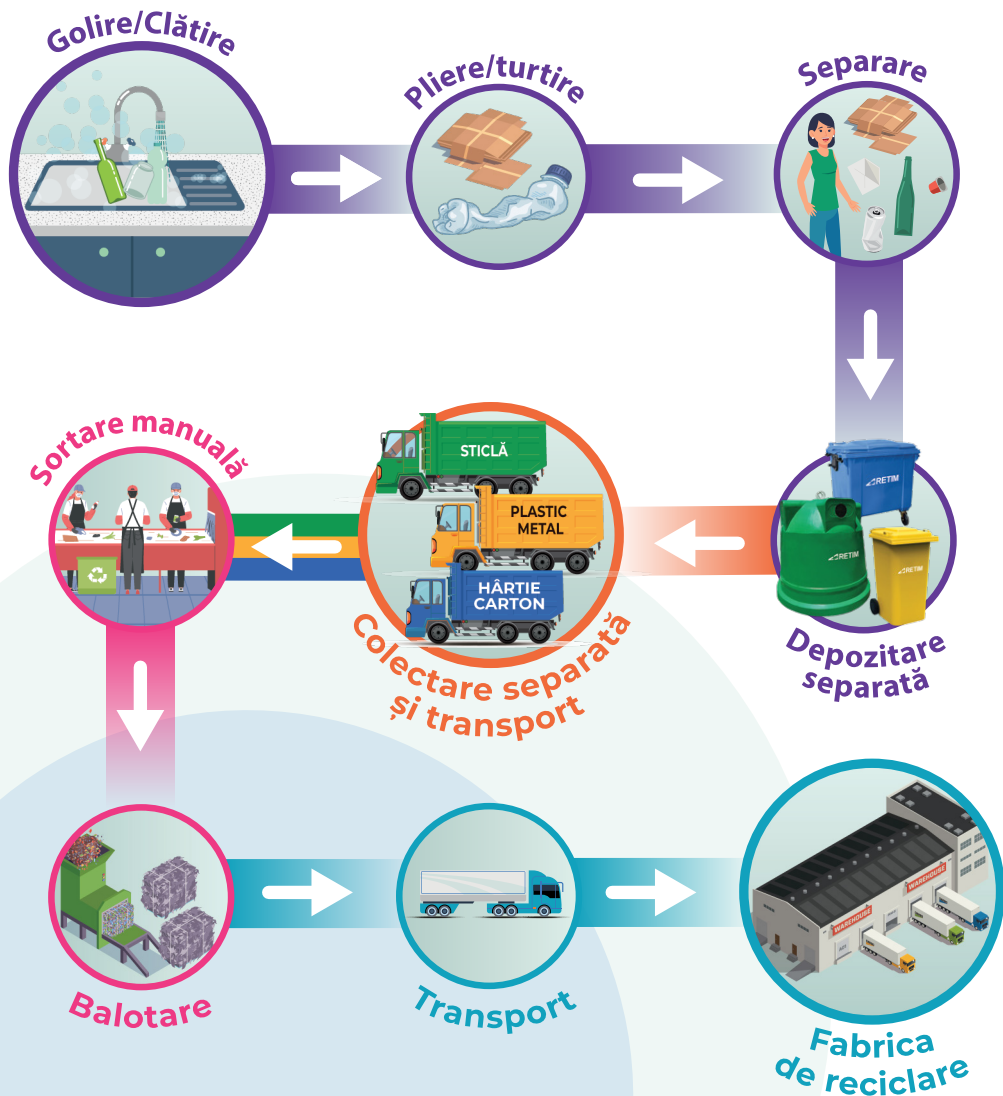 Golire/Clătire
Pliere/turtire
Separare
RETIM
RETIM
RETIM
Depozitare
separată
STICLĂ
PLASTIC
METAL
HÂRTIE
CARTON
Colectare separată
și transport
Sortare manuală
Balotare
Transport
WAREHOUSE
WAREHOUSE
Fabrica
de reciclare